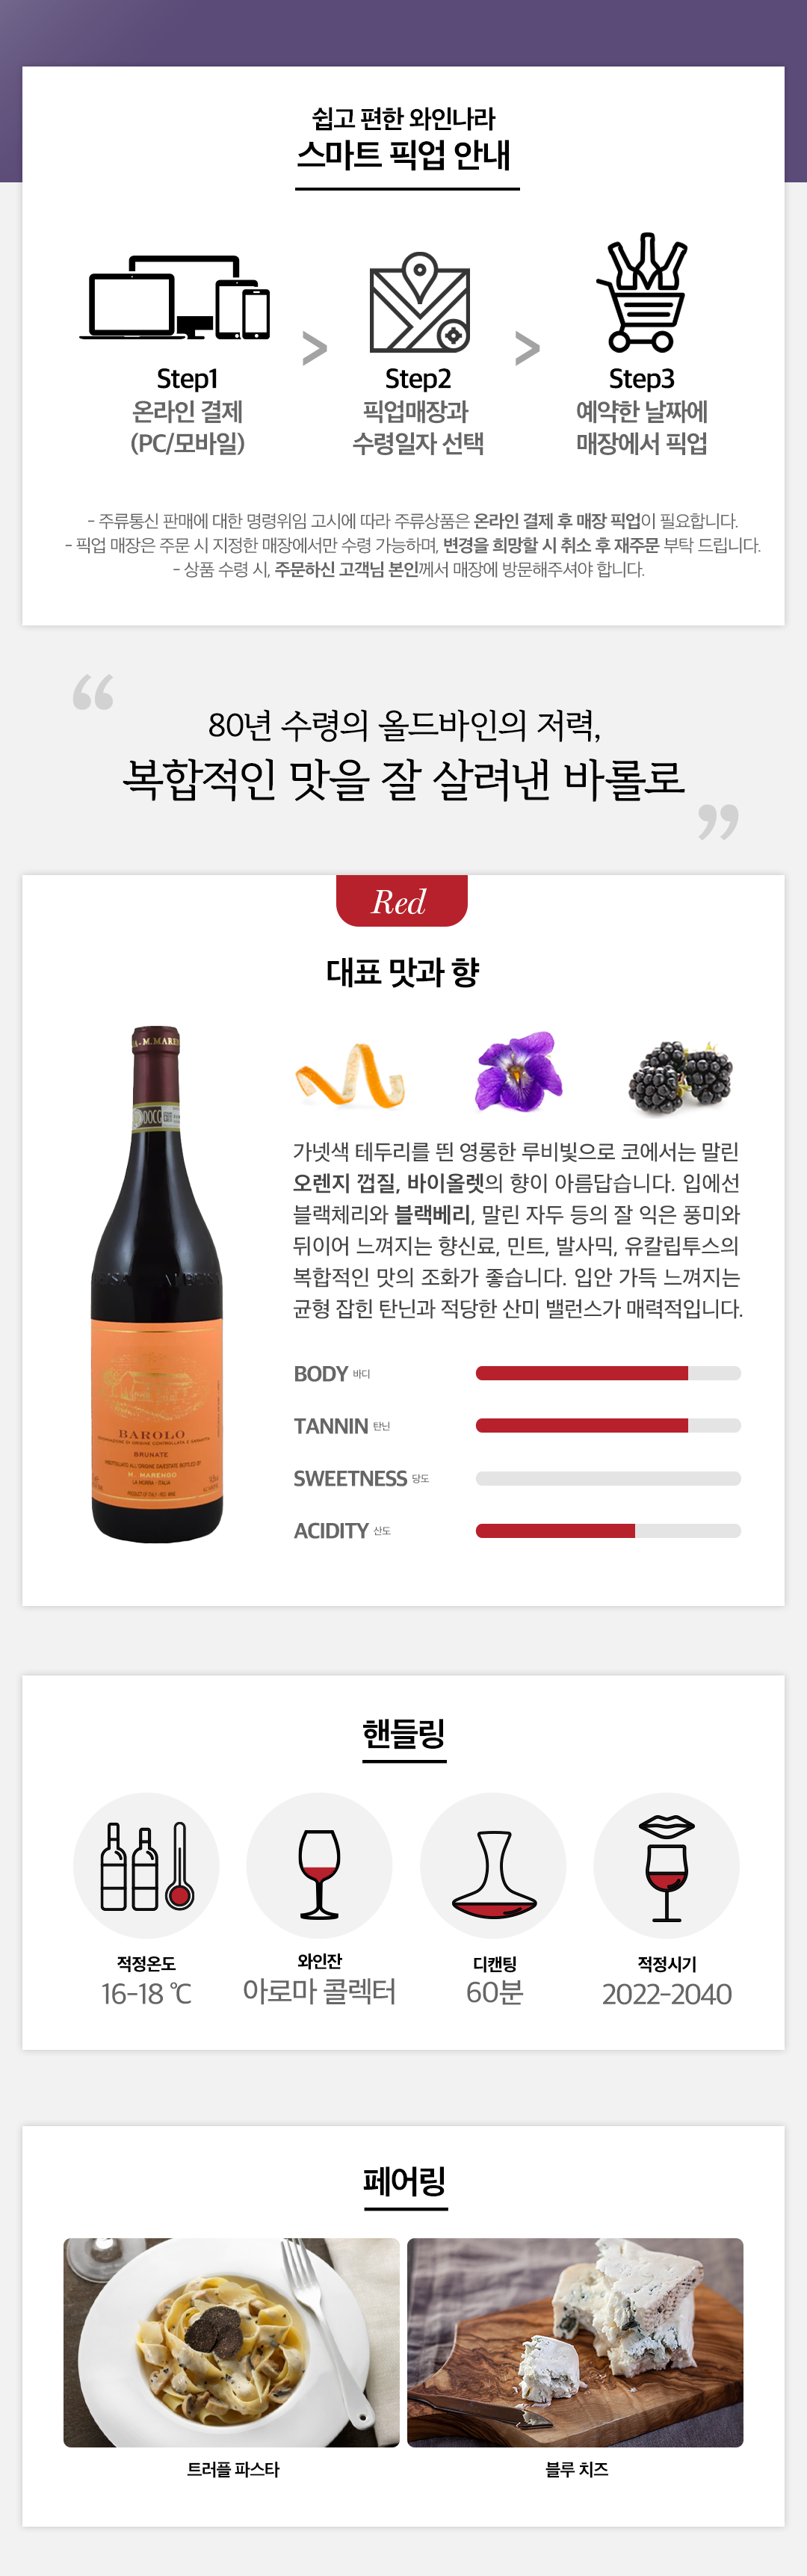 쉽고 편한 와인나라
스마트 픽업 안내
Step1
온라인 결제
(PC/모바일)
>
Step2
픽업매장과
수령일자 선택
>
Step3
예약한 날짜에
매장에서 픽업
- 주류통신 판매에 대한 명령위임 고시에 따라 주류상품은 온라인 결제 후 매장 픽업이 필요합니다.
- 픽업 매장은 주문 시 지정한 매장에서만 수령 가능하며, 변경을 희망할 시 취소 후 재주문 부탁 드립니다.
- 상품 수령 시, 주문하신 고객님 본인께서 매장에 방문해주셔야 합니다.
“
80년 수령의 올드바인의 저력,
복합적인 맛을 잘 살려낸 바롤로
”
Red
대표 맛과 향
가넷색 테두리를 띈 영롱한 루비빛으로 코에서는 말린
오렌지 껍질, 바이올렛의 향이 아름답습니다. 입에선
블랙체리와 블랙베리, 말린 자두 등의 잘 익은 풍미와
뒤이어 느껴지는 향신료, 민트, 발사믹, 유칼립투스의
복합적인 맛의 조화가 좋습니다. 입안 가득 느껴지는
균형 잡힌 탄닌과 적당한 산미 밸런스가 매력적입니다.
M.MARE
DOCG
BAROLO
BRUNATE
M. MARENGO
LA MORRA - ITALIA
BODY 바디
TANNIN 탄닌
SWEETNESS 당도
ACIDITY 산도
핸들링
적정온도
16-18 ℃
와인잔
아로마 콜렉터
디캔팅
60분
적정시기
2022-2040
페어링
트러플 파스타
블루 치즈